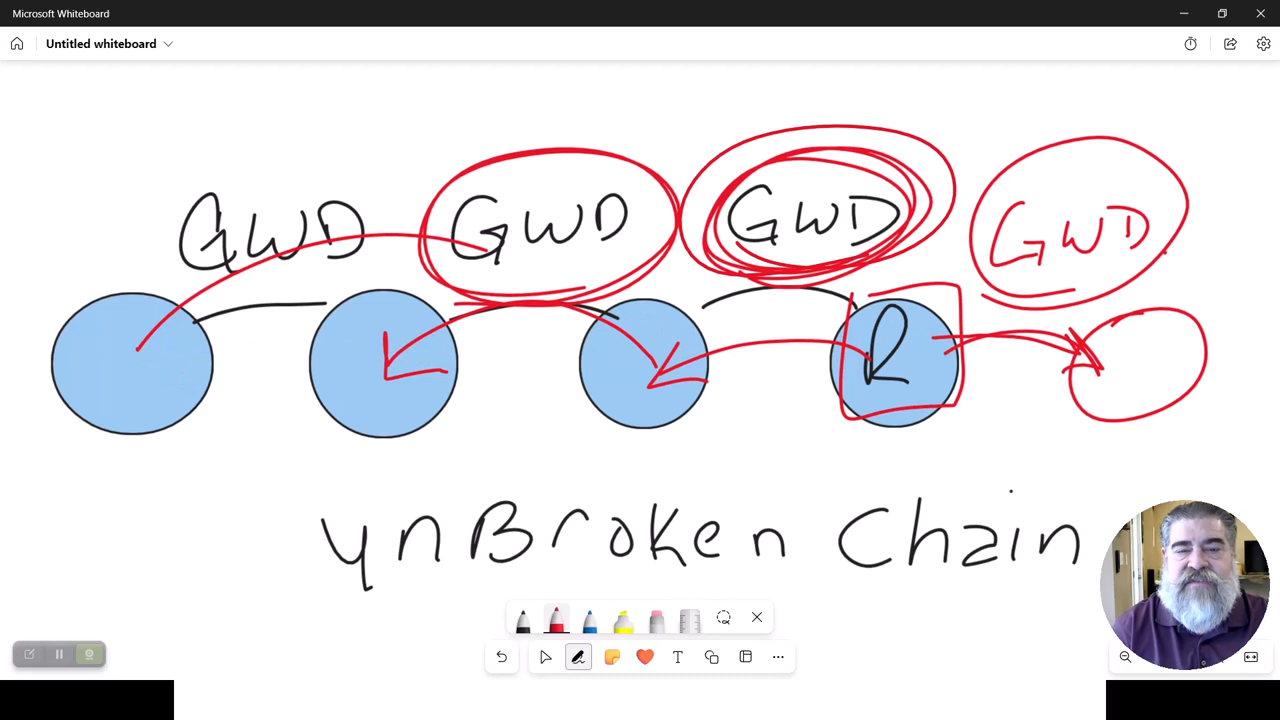 Microsoft Whiteboard
Untitled whiteboard
GWD GWD GWD GWD
R
UnBroken Chain
T